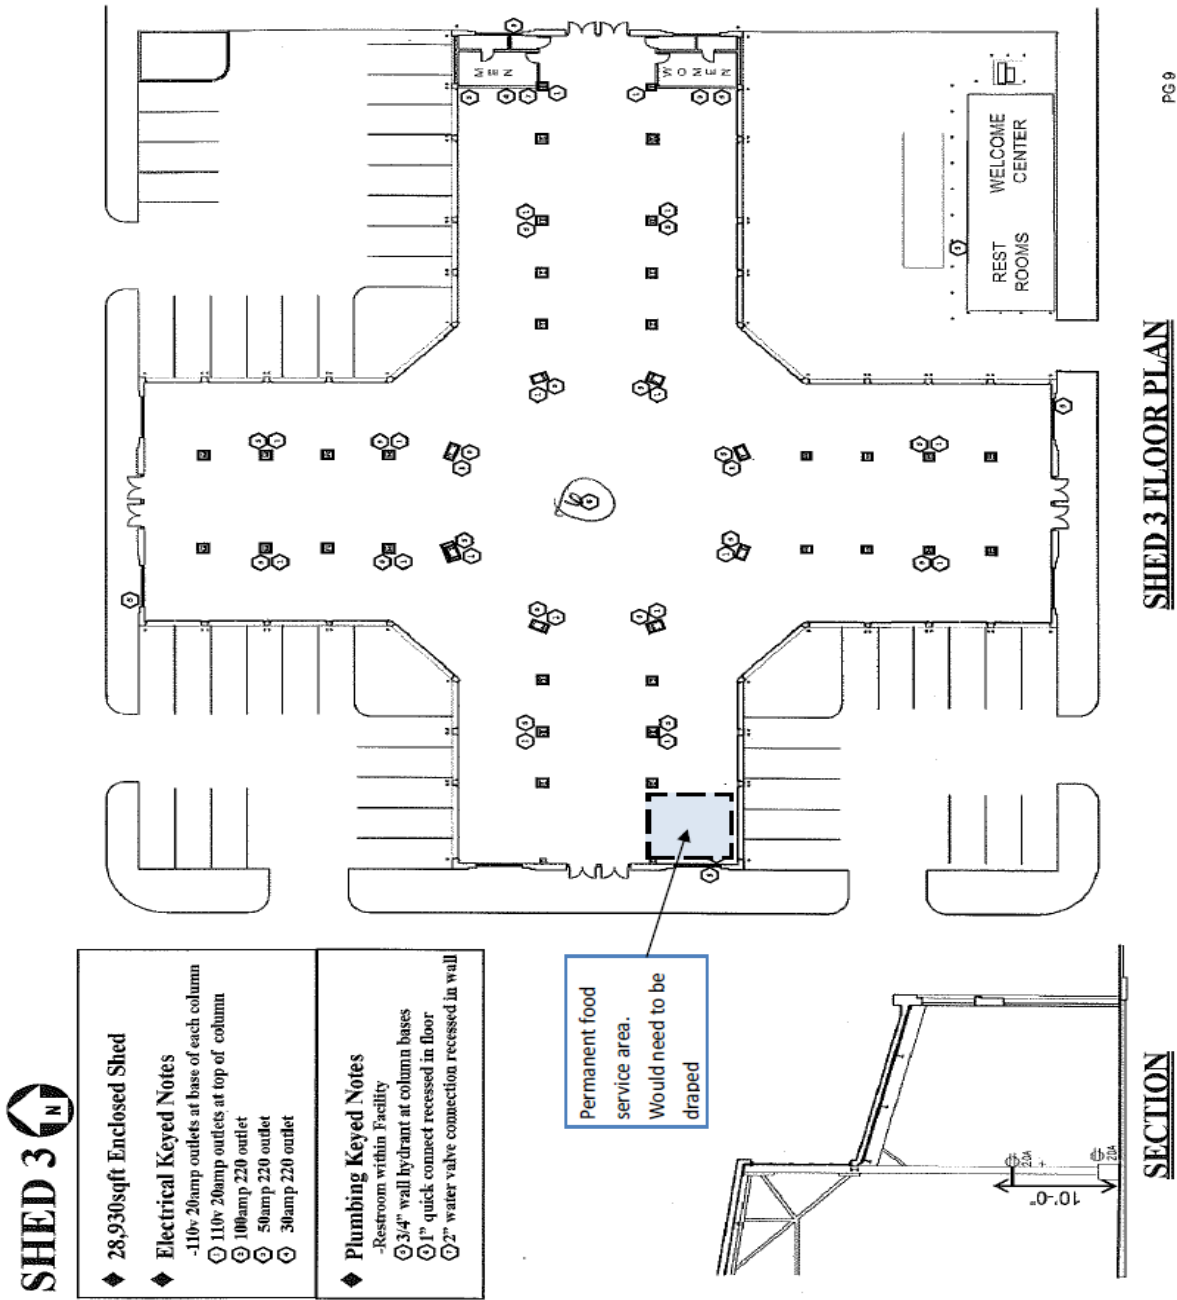 SHED 3
N
28,930sqft Enclosed Shed
Electrical Keyed Notes
-110v 20amp outlets at base of each column
1 110v 20amp outlets at top of column
100amp 220 outlet
50amp 220 outlet
30amp 220 outlet
Plumbing Keyed Notes
-Restroom within Facility
3/4" wall hydrant at column bases
1" quick connect recessed in floor
2" water valve connection recessed in wall
MEN
WOMEN
REST
ROOMS
WELCOME
CENTER
Permanent food
service area.
Would need to be
draped
20A
20A
10'-0"
SECTION
SHED 3 FLOOR PLAN
PG 9